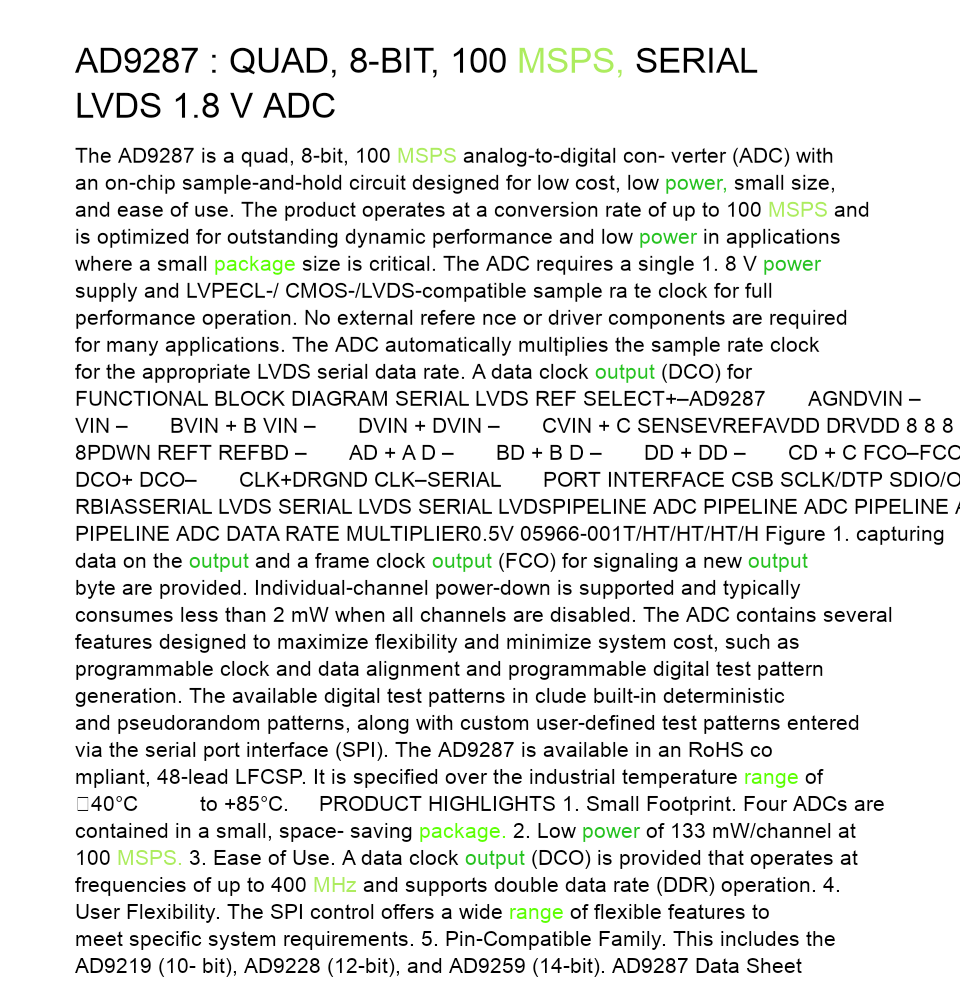 AD9287 : QUAD, 8-BIT, 100 MSPS, SERIAL
LVDS 1.8 V ADC
The AD9287 is a quad, 8-bit, 100 MSPS analog-to-digital con- verter (ADC) with
an on-chip sample-and-hold circuit designed for low cost, low power, small size,
and ease of use. The product operates at a conversion rate of up to 100 MSPS and
is optimized for outstanding dynamic performance and low power in applications
where a small package size is critical. The ADC requires a single 1. 8 V power
supply and LVPECL-/ CMOS-/LVDS-compatible sample ra te clock for full
performance operation. No external refere nce or driver components are required
for many applications. The ADC automatically multiplies the sample rate clock
for the appropriate LVDS serial data rate. A data clock output (DCO) for
FUNCTIONAL BLOCK DIAGRAM SERIAL LVDS REF SELECT+–AD9287 AGNDVIN –
VIN – BVIN + B VIN – DVIN + DVIN – CVIN + C SENSEVREFAVDD DRVDD 8 8 8
8PDWN REFT REFBD – AD + A D – BD + B D – DD + DD – CD + C FCO–FCO
DCO+ DCO– CLK+DRGND CLK–SERIAL PORT INTERFACE CSB SCLK/DTP SDIO/O
RBIASSERIAL LVDS SERIAL LVDS SERIAL LVDSPIPELINE ADC PIPELINE ADC PIPELINE A
PIPELINE ADC DATA RATE MULTIPLIER0.5V 05966-001T/HT/HT/HT/H Figure 1. capturing
data on the output and a frame clock output (FCO) for signaling a new output
byte are provided. Individual-channel power-down is supported and typically
consumes less than 2 mW when all channels are disabled. The ADC contains several
features designed to maximize flexibility and minimize system cost, such as
programmable clock and data alignment and programmable digital test pattern
generation. The available digital test patterns in clude built-in deterministic
and pseudorandom patterns, along with custom user-defined test patterns entered
via the serial port interface (SPI). The AD9287 is available in an RoHS co
mpliant, 48-lead LFCSP. It is specified over the industrial temperature range of
□40°C to +85°C. PRODUCT HIGHLIGHTS 1. Small Footprint. Four ADCs are
contained in a small, space- saving package. 2. Low power of 133 mW/channel at
100 MSPS. 3. Ease of Use. A data clock output (DCO) is provided that operates at
frequencies of up to 400 MHz and supports double data rate (DDR) operation. 4.
User Flexibility. The SPI control offers a wide range of flexible features to
meet specific system requirements. 5. Pin-Compatible Family. This includes the
AD9219 (10- bit), AD9228 (12-bit), and AD9259 (14-bit). AD9287 Data Sheet